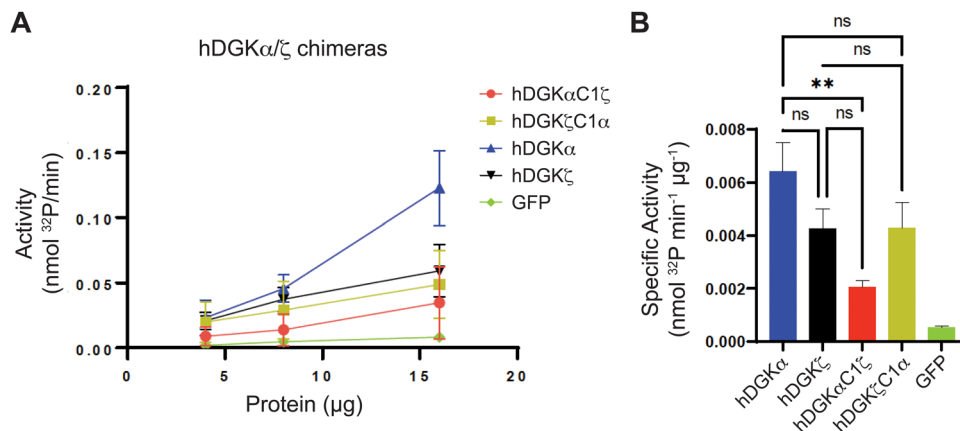 A
hDGKα/ζ chimeras
Activity
(nmol ³²P/min)
0.20
0.15
0.10
0.05
0.00
0
5
10
15
20
Protein (μg)
hDGKαC1ζ
hDGKζC1α
hDGKα
hDGKζ
GFP
B
ns
ns
**
ns
ns
Specific Activity
(nmol ³²P min⁻¹ μg⁻¹)
0.008
0.006
0.004
0.002
0.000
hDGKα
hDGKζ
hDGKαC1ζ
hDGKζC1α
GFP